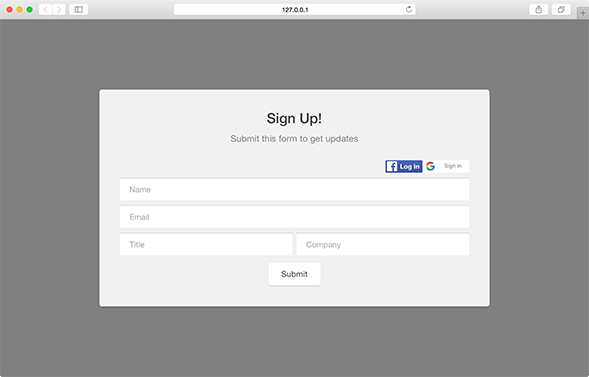 127.0.0.1
Sign Up!
Submit this form to get updates
f Log In G Sign in
Name
Email
Title Company
Submit